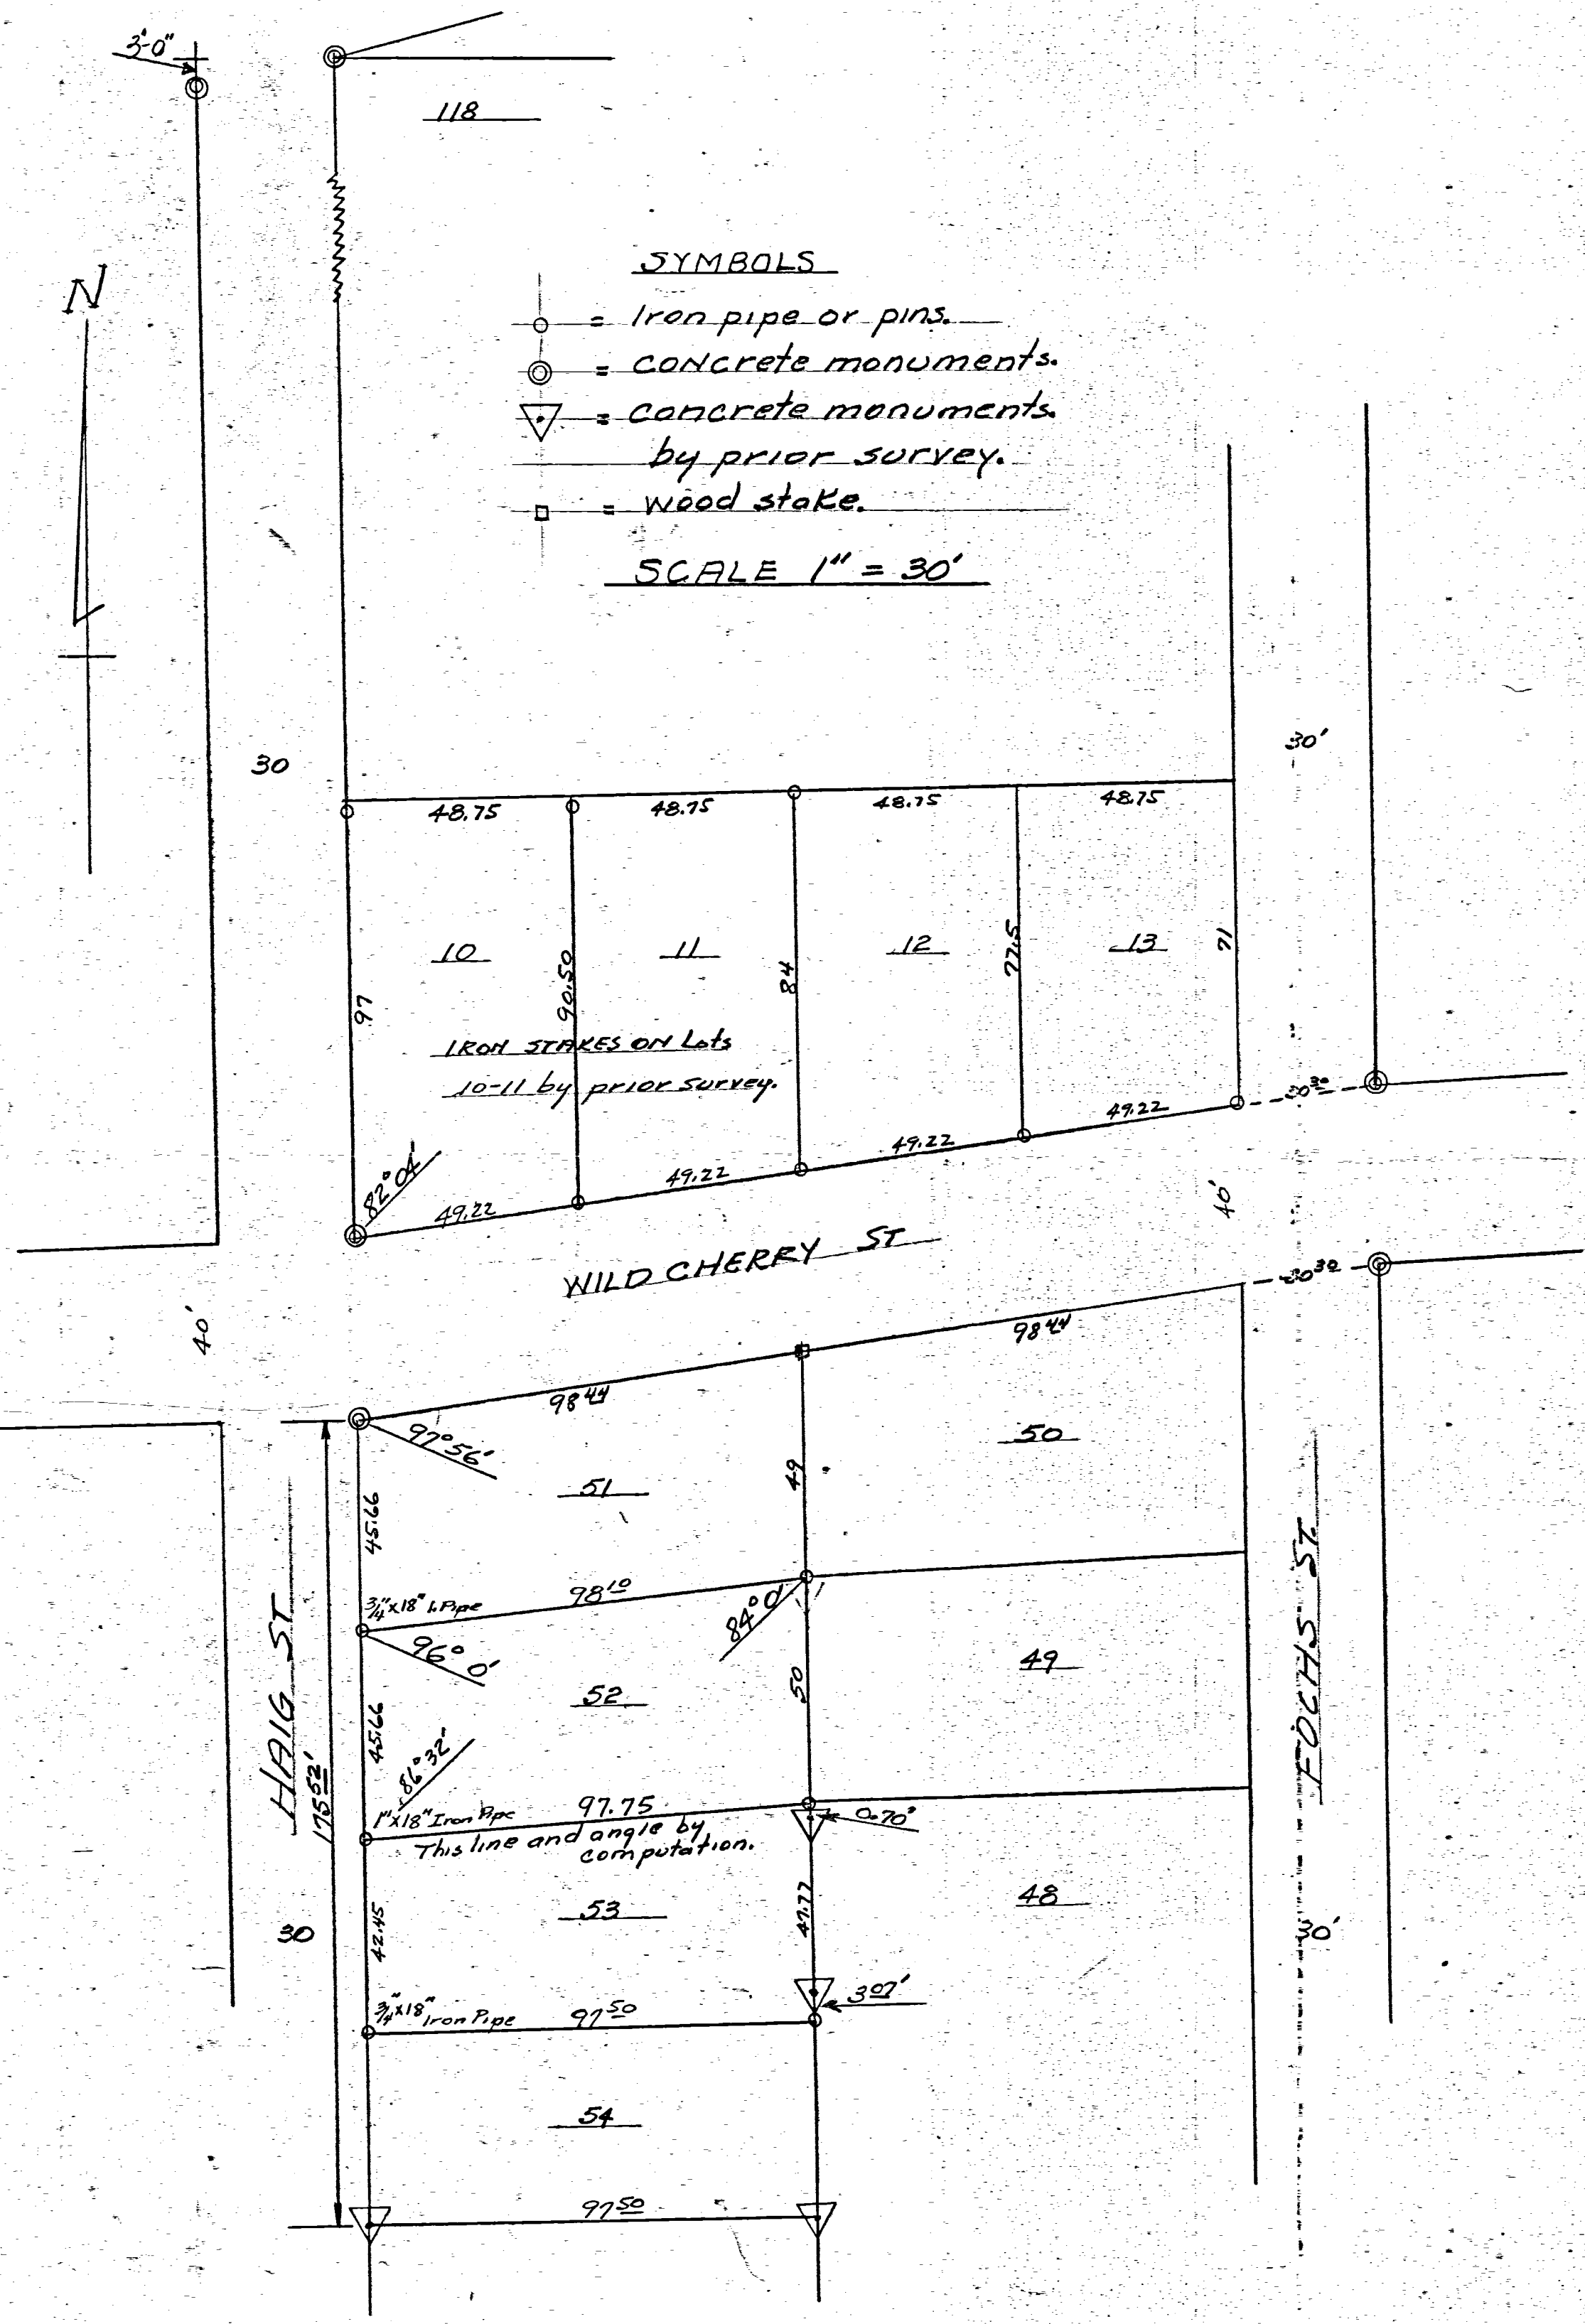 3'-0"
118
N
SYMBOLS
= Iron pipe or pins.
= CONCrete monuments.
= Concrete monuments.
by prior survey.
= Wood stake.
SCALE 1" = 30'
30
30'
48.75
48.75
48.75
48.75
10
11
12
13
97
90.50
84
77.5
71
IRON STAKES ON Lots
10-11 by prior survey.
82°04'
49.22
49.22
49.22
49.22
30 30
WILD CHERRY ST
40'
40'
30 30
98 44
98 44
97°56'
51
50
45.66
49
3/4"x18" I. Pipe
98 10
84°0'
96° 0'
52
49
50
45.66
86°32'
HAIG ST
175 52'
FOCHS ST.
1"x18" Iron Pipe
97.75
0.70'
This line and angle by
computation.
53
48
42.45
47.77
30
30'
3/4"x18"
Iron Pipe
97 50
3 07'
54
97 50